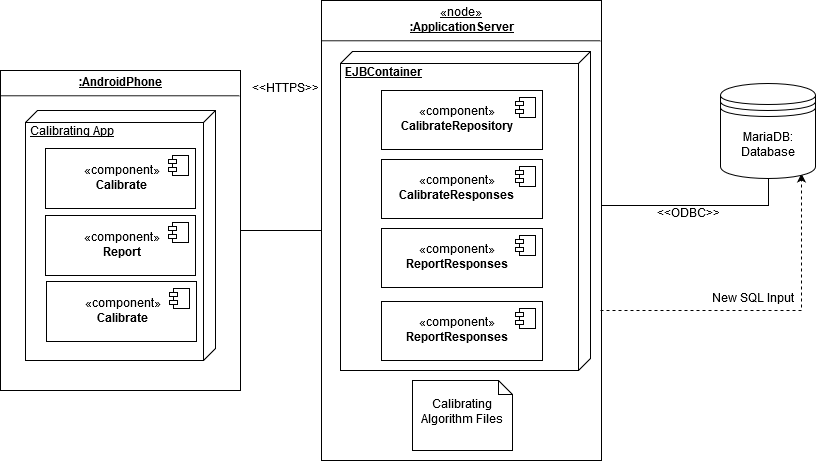 :AndroidPhone
Calibrating App
«component»
Calibrate
«component»
Report
«component»
Calibrate
<<HTTPS>>
«node»
:ApplicationServer
EJBContainer
«component»
CalibrateRepository
«component»
CalibrateResponses
«component»
ReportResponses
«component»
ReportResponses
Calibrating
Algorithm Files
MariaDB:
Database
<<ODBC>>
New SQL Input